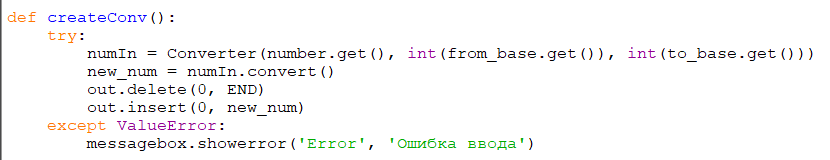 def createConv():
    try:
        numIn = Converter(number.get(), int(from_base.get()), int(to_base.get()))
        new_num = numIn.convert()
        out.delete(0, END)
        out.insert(0, new_num)
    except ValueError:
        messagebox.showerror('Error', 'Ошибка ввода')